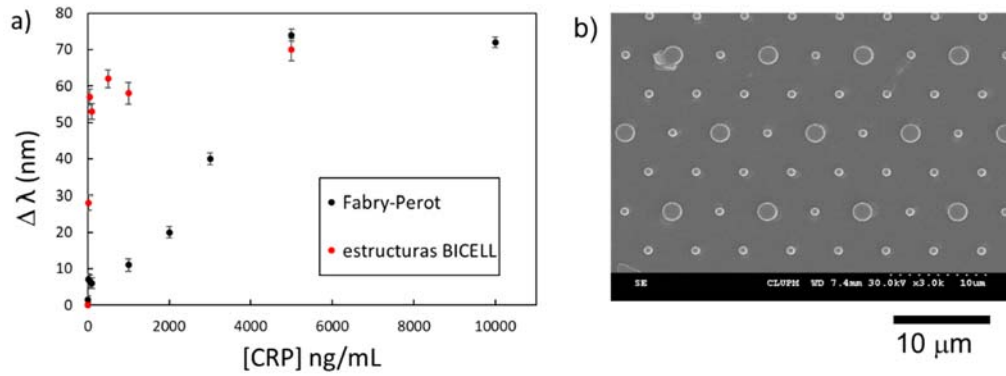 a)
80
70
60
50
40
30
20
10
0
Δ λ (nm)
Fabry-Perot
estructuras BICELL
0 2000 4000 6000 8000 10000
[CRP] ng/mL
b)
SE CLUPM WD 7.4mm 30.0kV x3.0k 10um
10 μm